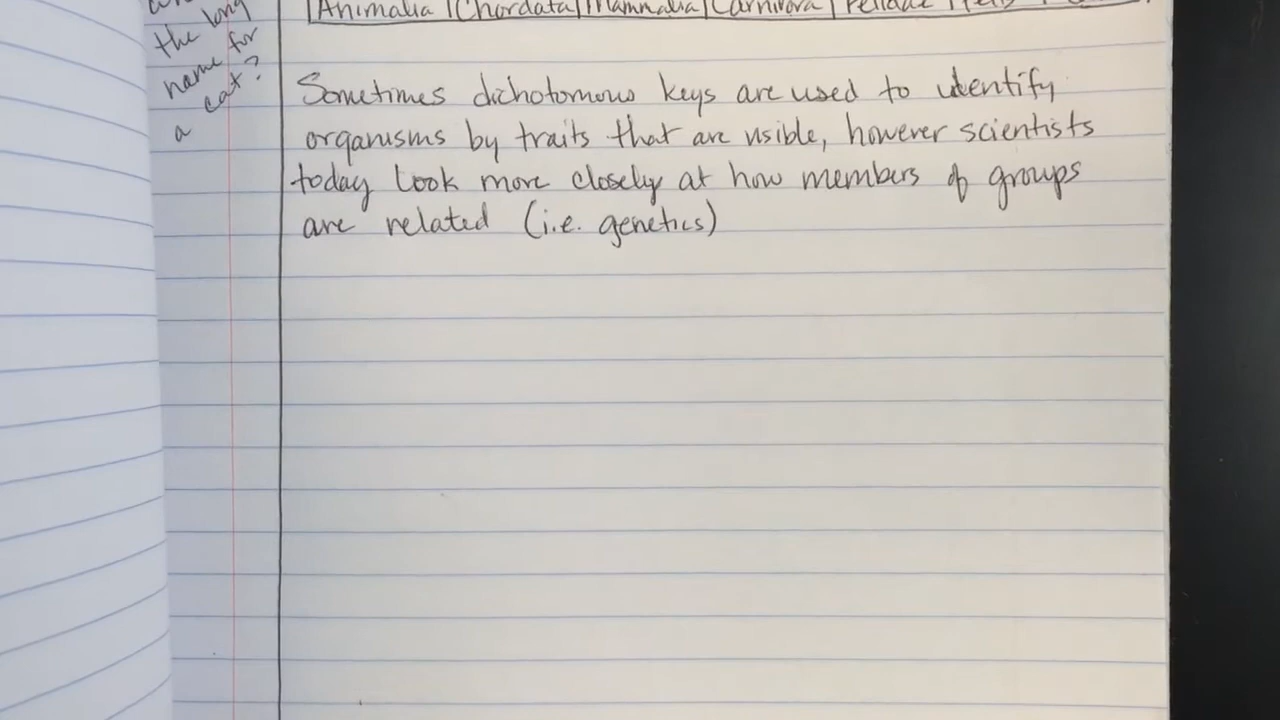 the long
name for
a cat?
Animalia | Chordata | Mammalia | Carnivora | Felidae
Sometimes dichotomous keys are used to identify
organisms by traits that are visible, however scientists
today look more closely at how members of groups
are related (i.e. genetics)